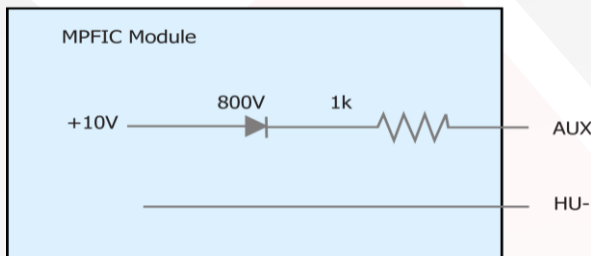 MPFIC Module
800V 1k
+10V
AUX
HU-